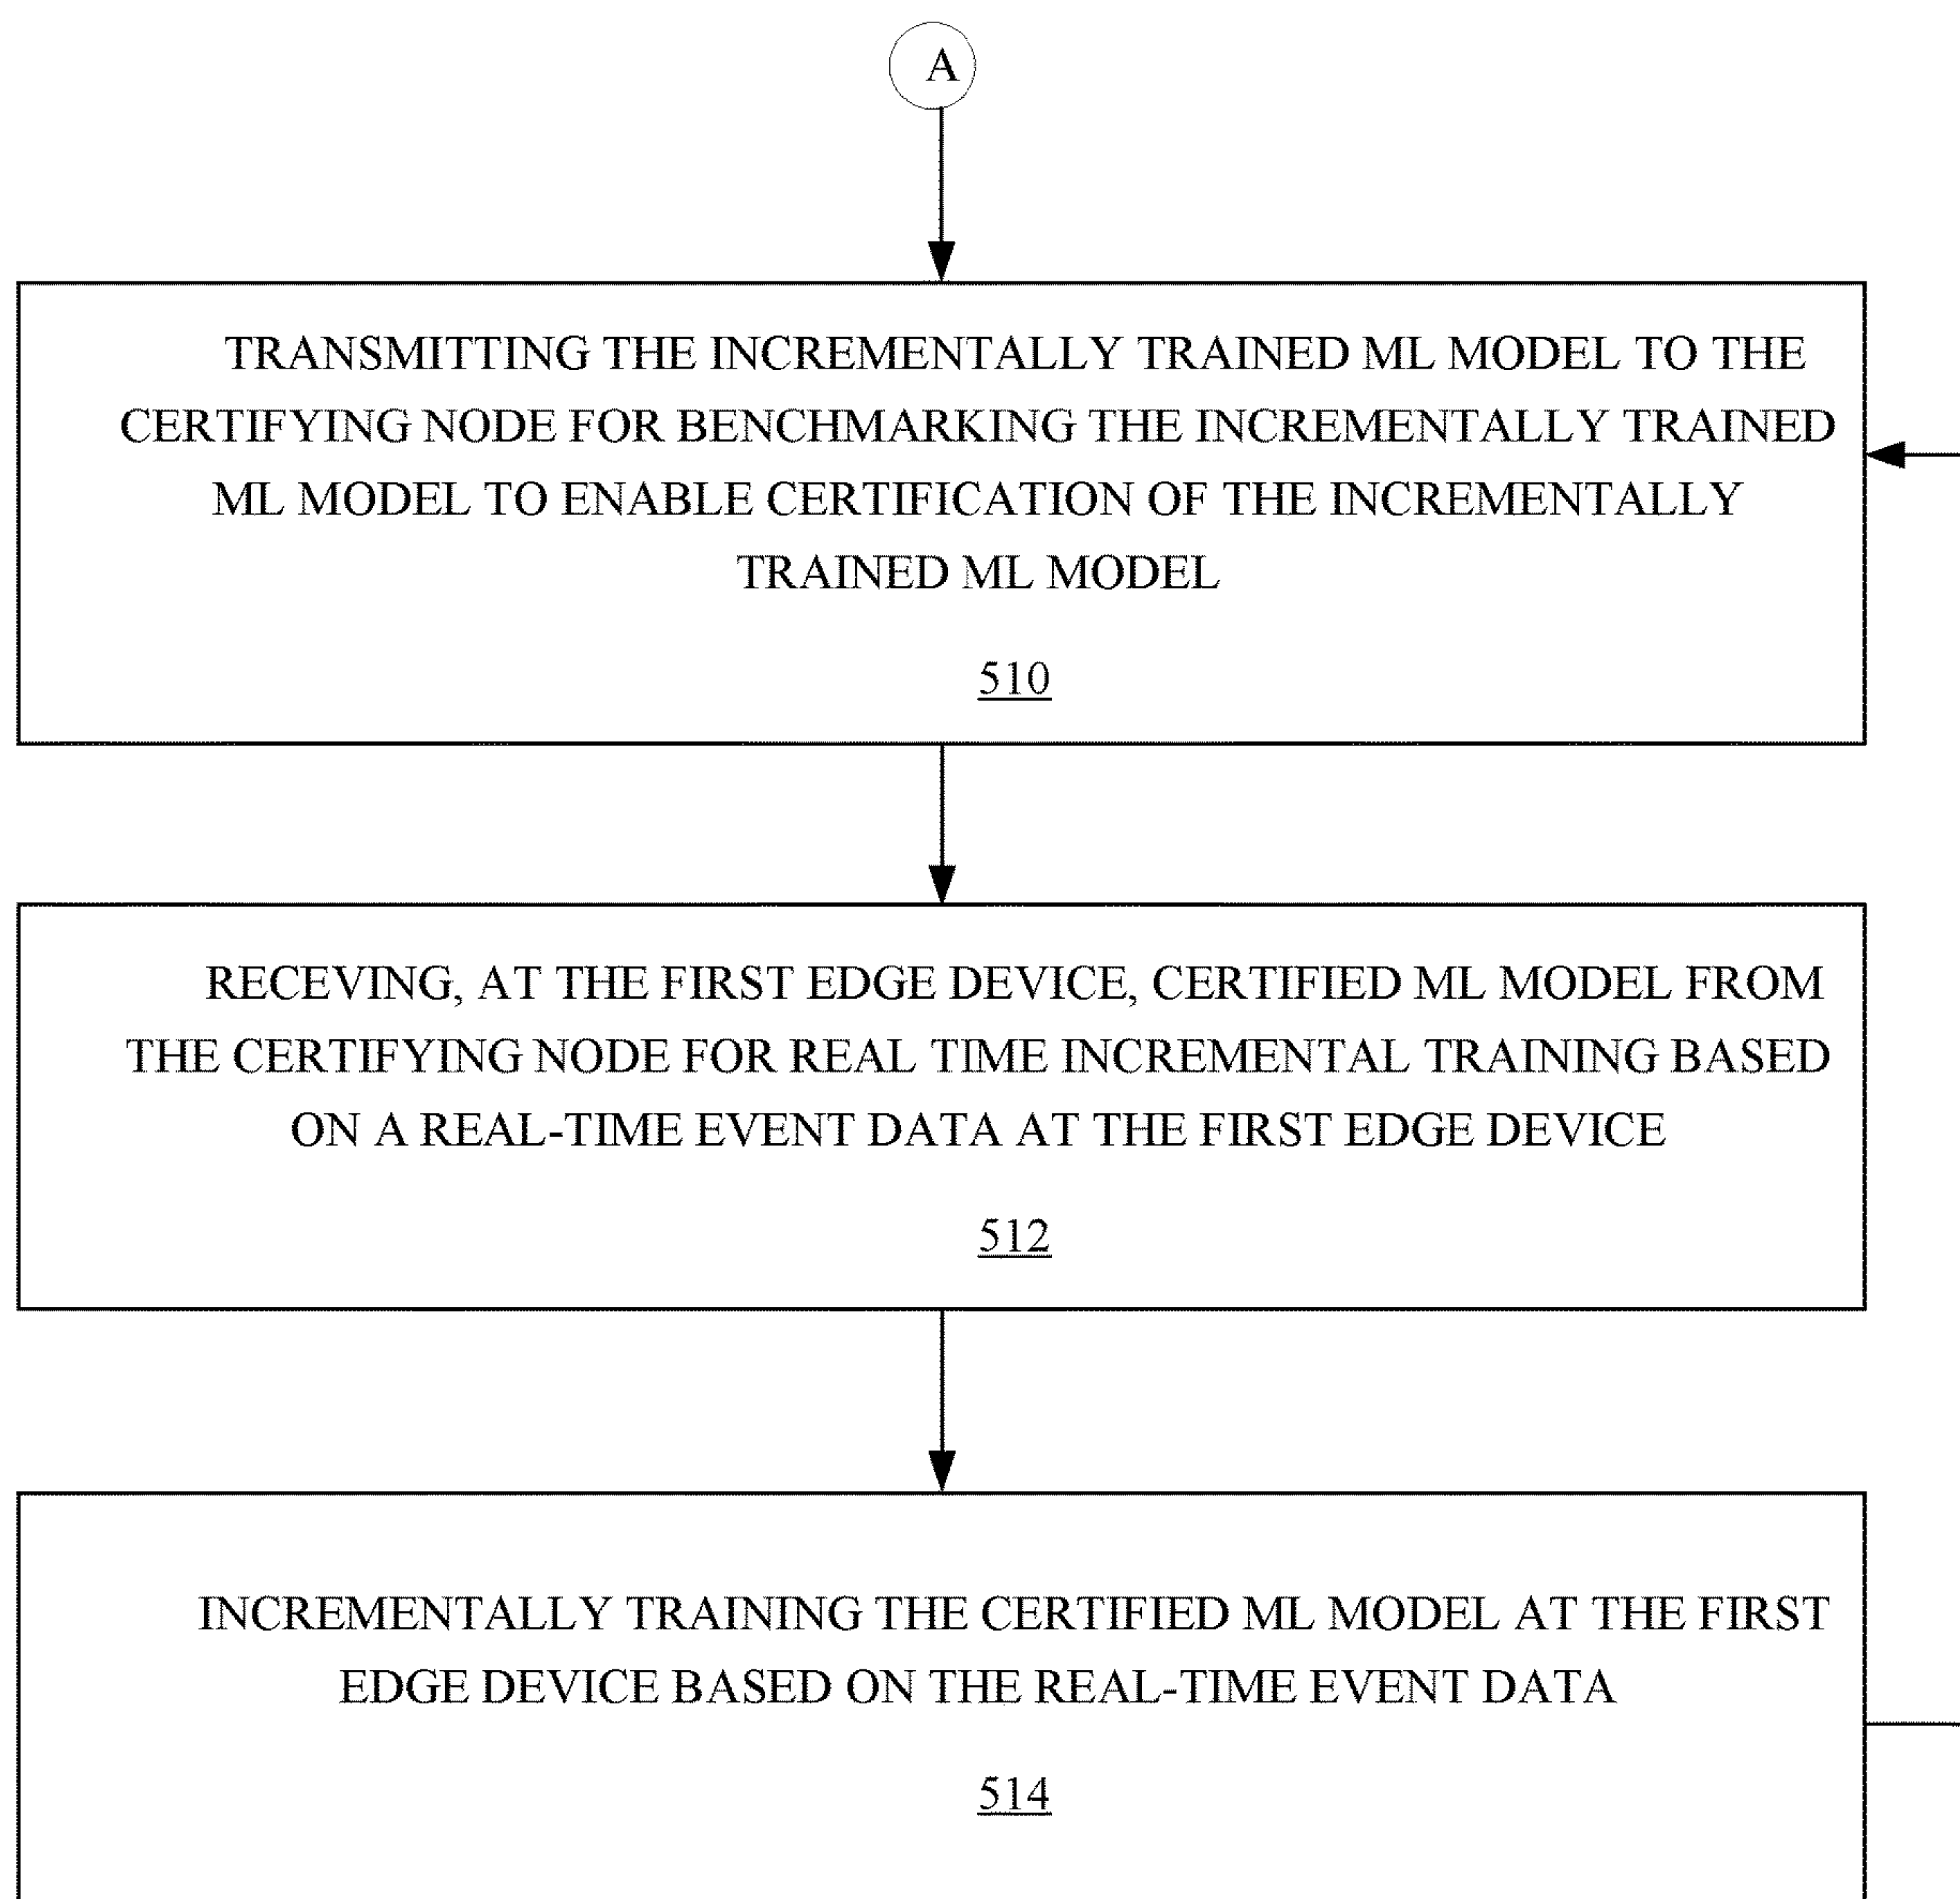 A
TRANSMITTING THE INCREMENTALLY TRAINED ML MODEL TO THE
CERTIFYING NODE FOR BENCHMARKING THE INCREMENTALLY TRAINED
ML MODEL TO ENABLE CERTIFICATION OF THE INCREMENTALLY
TRAINED ML MODEL
510
RECEVING, AT THE FIRST EDGE DEVICE, CERTIFIED ML MODEL FROM
THE CERTIFYING NODE FOR REAL TIME INCREMENTAL TRAINING BASED
ON A REAL-TIME EVENT DATA AT THE FIRST EDGE DEVICE
512
INCREMENTALLY TRAINING THE CERTIFIED ML MODEL AT THE FIRST
EDGE DEVICE BASED ON THE REAL-TIME EVENT DATA
514